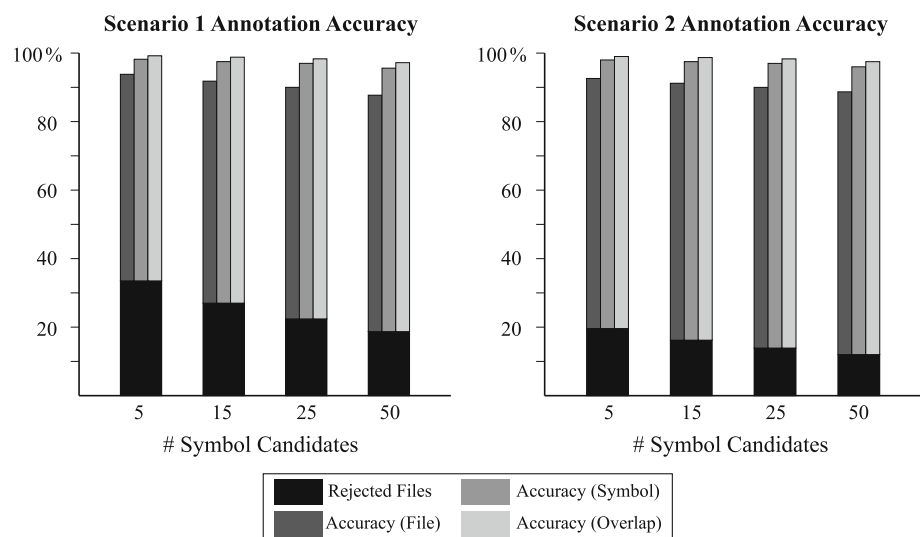 Scenario 1 Annotation Accuracy
100%
80
60
40
20
5 15 25 50
# Symbol Candidates
Scenario 2 Annotation Accuracy
100%
80
60
40
20
5 15 25 50
# Symbol Candidates
Rejected Files
Accuracy (File)
Accuracy (Symbol)
Accuracy (Overlap)